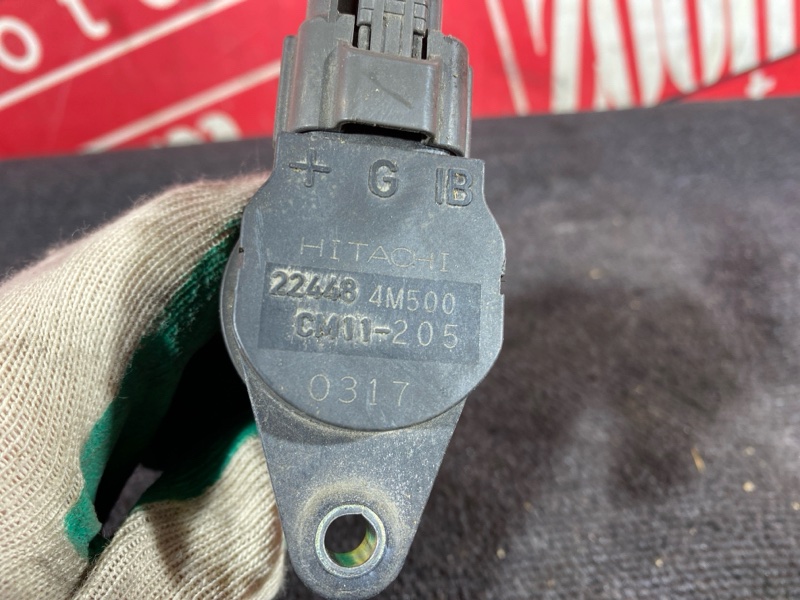 + G IB
HITACHI
22448 4M500
CM11-205
0317